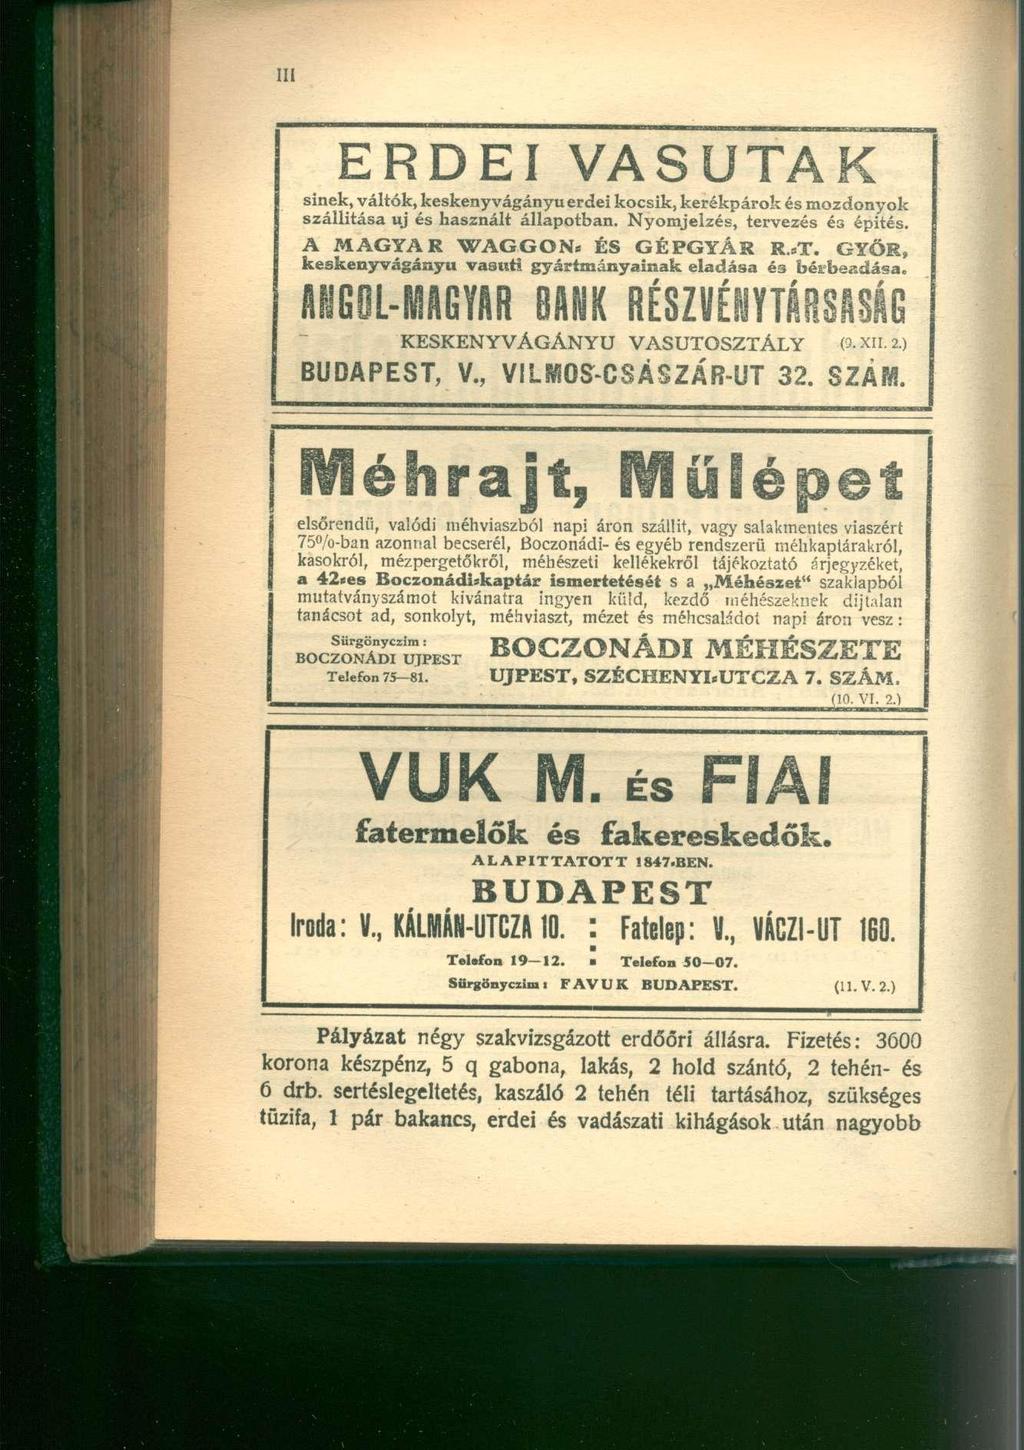 III
ERDEI VASUTAK
sinek, váltók, keskenyvágányu erdei kocsik, kerékpárok és mozdonyok
szállitása uj és használt állapotban. Nyomjelzés, tervezés és épités.
A MAGYAR WAGGON- ÉS GÉPGYÁR R.-T. GYŐR,
keskenyvágányu vasuti gyártmányainak eladása és bérbeadása.
ANGOL-MAGYAR BANK RÉSZVÉNYTÁRSASÁG
KESKENYVÁGÁNYU VASUTOSZTÁLY (9. XII. 2.)
BUDAPEST, V., VILMOS-CSÁSZÁR-UT 32. SZÁM.
Méhrajt, Műlépet
elsőrendü, valódi méhviaszból napi áron szállit, vagy salakmentes viaszért
75%-ban azonnal becserél, Boczonádi- és egyéb rendszerü méhkaptárakról,
kasokról, mézpergetőkről, méhészeti kellékekről tájékoztató árjegyzéket,
a 42-es Boczonádi-kaptár ismertetését s a „Méhészet“ szaklapból
mutatványszámot kivánatra ingyen küld, kezdő méhészeknek dijtalan
tanácsot ad, sonkolyt, méhviaszt, mézet és méhcsaládot napi áron vesz:
Sürgönyczim: BOCZONÁDI MÉHÉSZETE
BOCZONÁDI UJPEST
Telefon 75—81. UJPEST, SZÉCHENYI-UTCZA 7. SZÁM.
(10. VI. 2.)
VUK M. ÉS FIAI
fatermelők és fakereskedők.
ALAPITTATOTT 1847-BEN.
BUDAPEST
Iroda: V., KÁLMÁN-UTCZA 10. : Fatelep: V., VÁCZI-UT 160.
Telefon 19—12. ▪ Telefon 50—07.
Sürgönyczim: FAVUK BUDAPEST. (11. V. 2.)
Pályázat négy szakvizsgázott erdőőri állásra. Fizetés: 3600
korona készpénz, 5 q gabona, lakás, 2 hold szántó, 2 tehén- és
6 drb. sertéslegeltetés, kaszáló 2 tehén téli tartásához, szükséges
tüzifa, 1 pár bakancs, erdei és vadászati kihágások után nagyobb